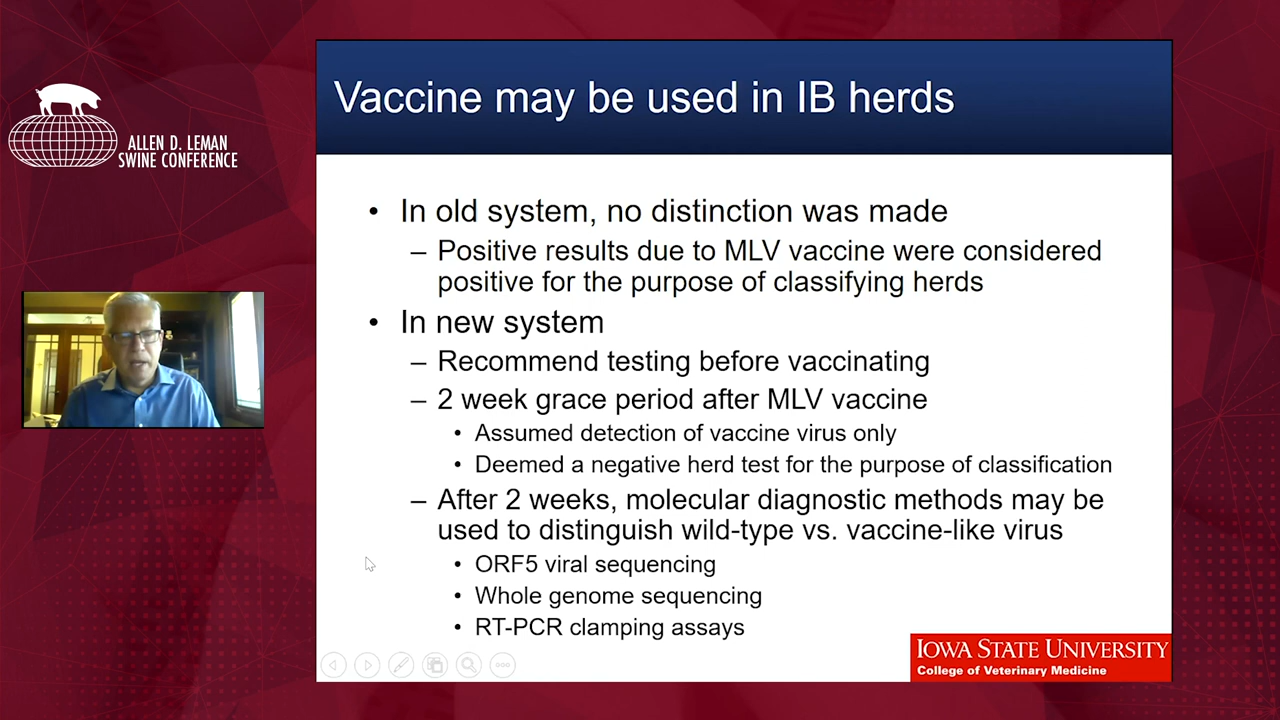 Vaccine may be used in IB herds
ALLEN D. LEMAN
SWINE CONFERENCE
• In old system, no distinction was made
– Positive results due to MLV vaccine were considered
positive for the purpose of classifying herds
• In new system
– Recommend testing before vaccinating
– 2 week grace period after MLV vaccine
• Assumed detection of vaccine virus only
• Deemed a negative herd test for the purpose of classification
– After 2 weeks, molecular diagnostic methods may be
used to distinguish wild-type vs. vaccine-like virus
• ORF5 viral sequencing
• Whole genome sequencing
• RT-PCR clamping assays
IOWA STATE UNIVERSITY
College of Veterinary Medicine